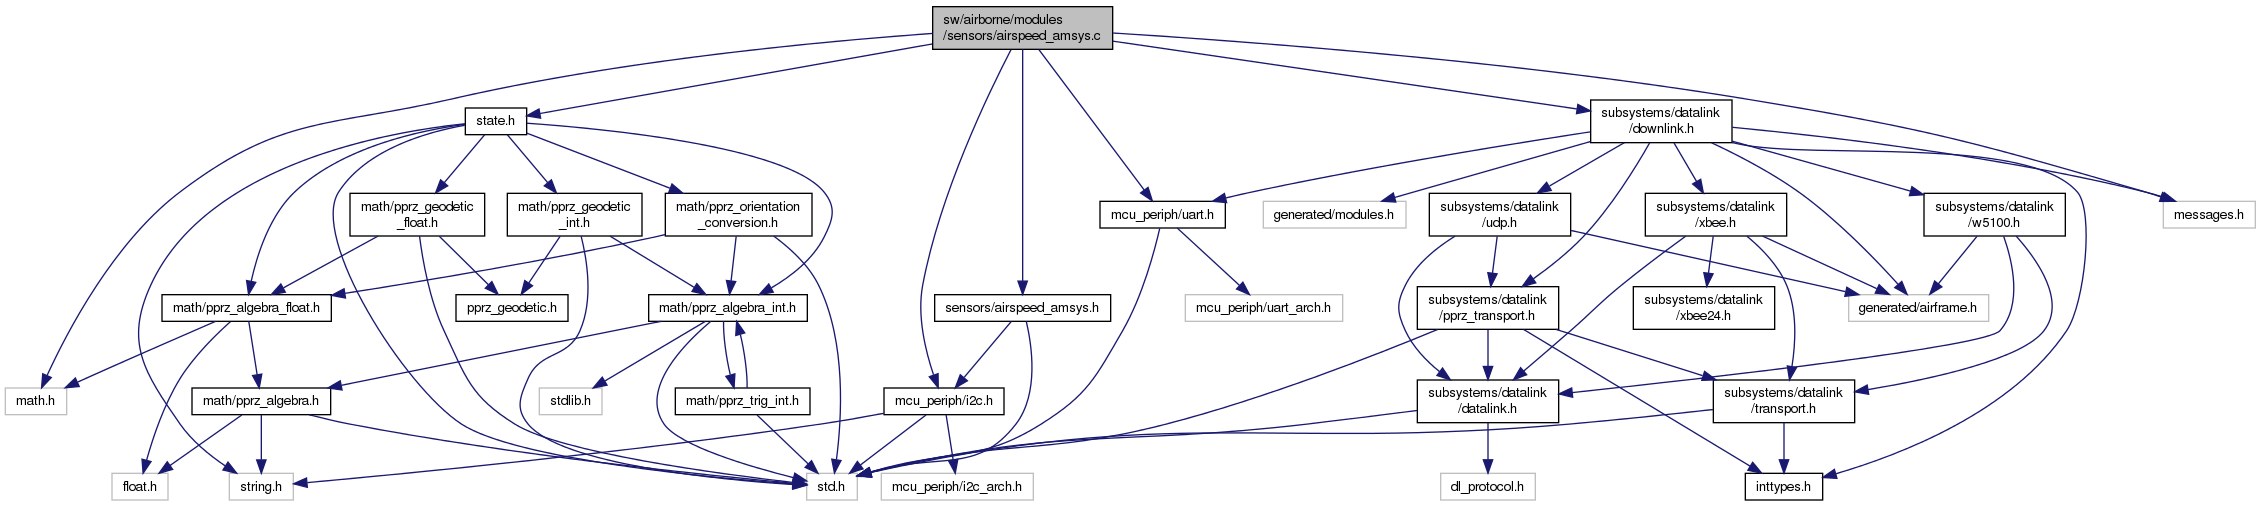 sw/airborne/modules
/sensors/airspeed_amsys.c
state.h
subsystems/datalink
/downlink.h
math/pprz_geodetic
_float.h
math/pprz_geodetic
_int.h
math/pprz_orientation
_conversion.h
mcu_periph/uart.h
generated/modules.h
subsystems/datalink
/udp.h
subsystems/datalink
/xbee.h
subsystems/datalink
/w5100.h
messages.h
math/pprz_algebra_float.h
pprz_geodetic.h
math/pprz_algebra_int.h
sensors/airspeed_amsys.h
mcu_periph/uart_arch.h
subsystems/datalink
/pprz_transport.h
subsystems/datalink
/xbee24.h
generated/airframe.h
math.h
math/pprz_algebra.h
stdlib.h
math/pprz_trig_int.h
mcu_periph/i2c.h
subsystems/datalink
/datalink.h
subsystems/datalink
/transport.h
float.h
string.h
std.h
mcu_periph/i2c_arch.h
dl_protocol.h
inttypes.h